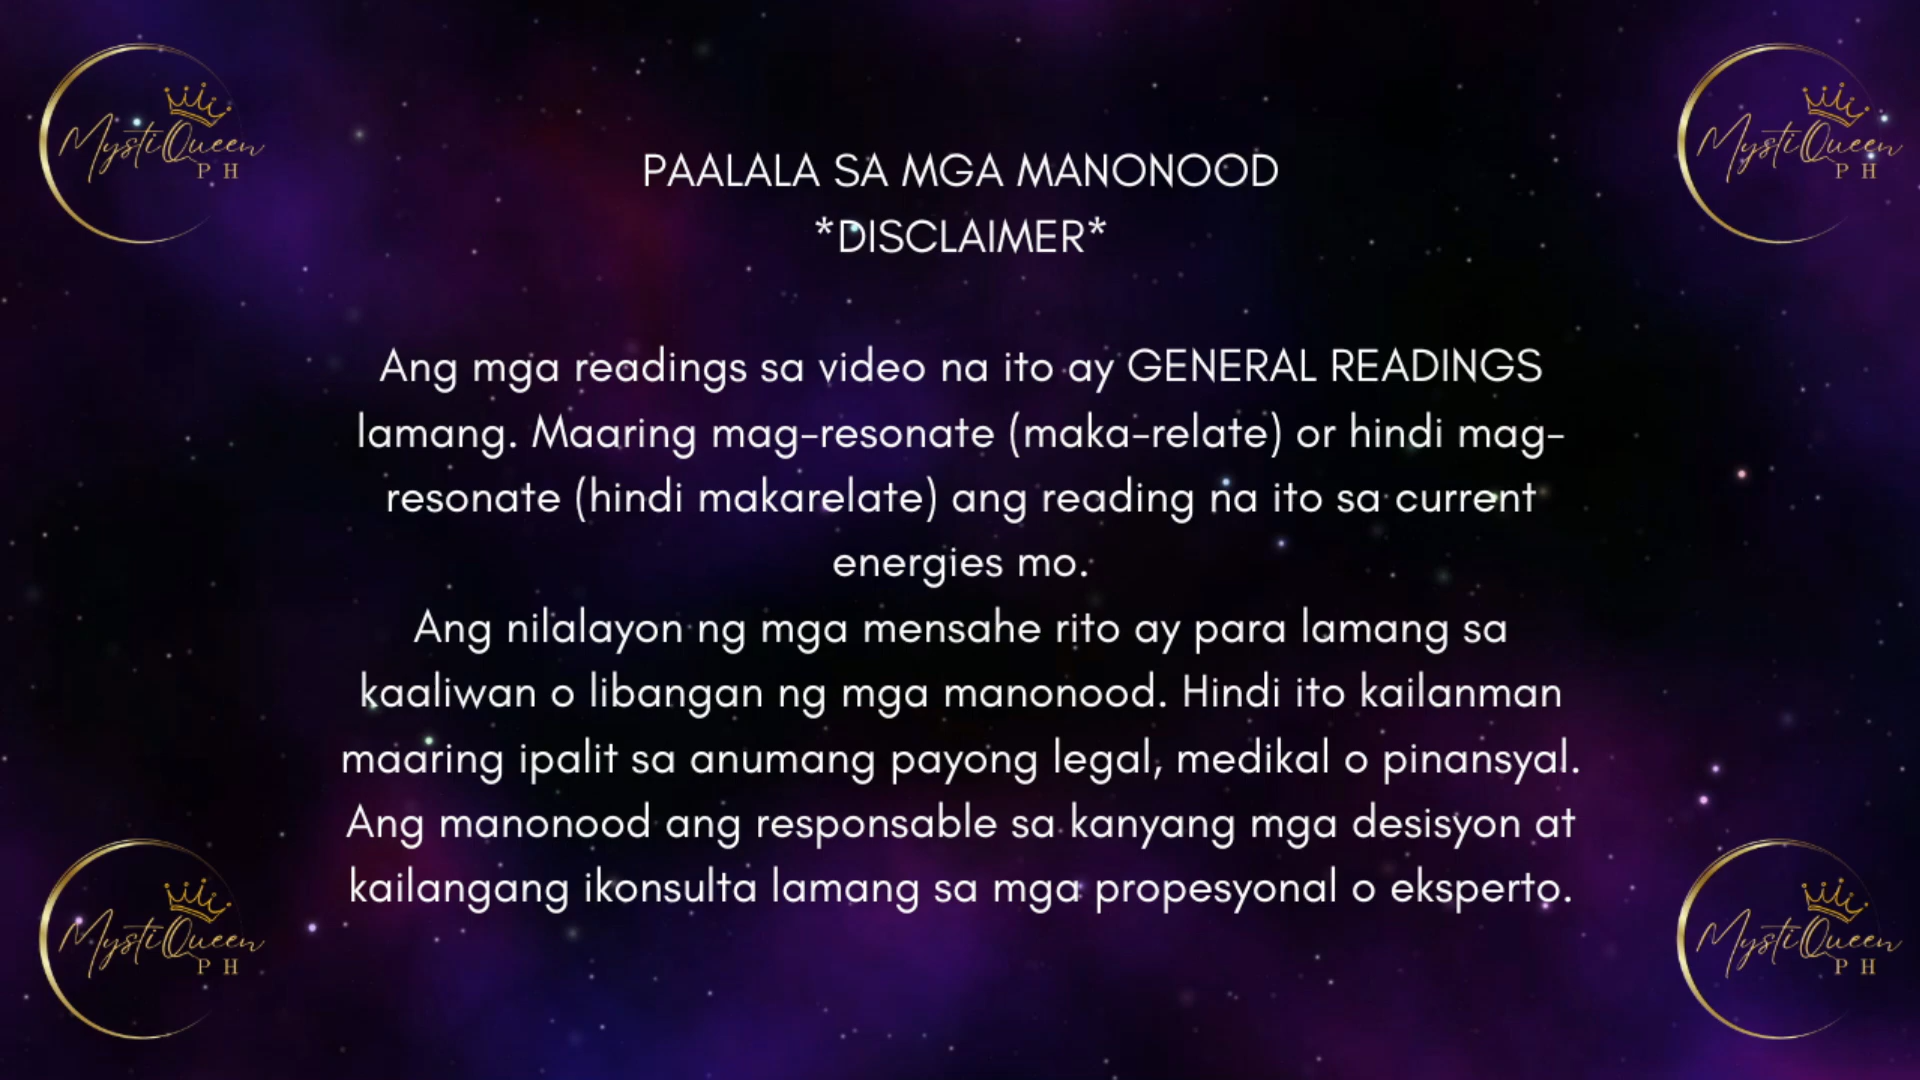 MystiQueen
PH
MystiQueen
PH
PAALALA SA MGA MANONOOD
*DISCLAIMER*
Ang mga readings sa video na ito ay GENERAL READINGS
lamang. Maaring mag-resonate (maka-relate) or hindi mag-
resonate (hindi makarelate) ang reading na ito sa current
energies mo.
Ang nilalayon ng mga mensahe rito ay para lamang sa
kaaliwan o libangan ng mga manonood. Hindi ito kailanman
maaring ipalit sa anumang payong legal, medikal o pinansyal.
Ang manonood ang responsable sa kanyang mga desisyon at
kailangang ikonsulta lamang sa mga propesyonal o eksperto.
MystiQueen
PH
MystiQueen
PH